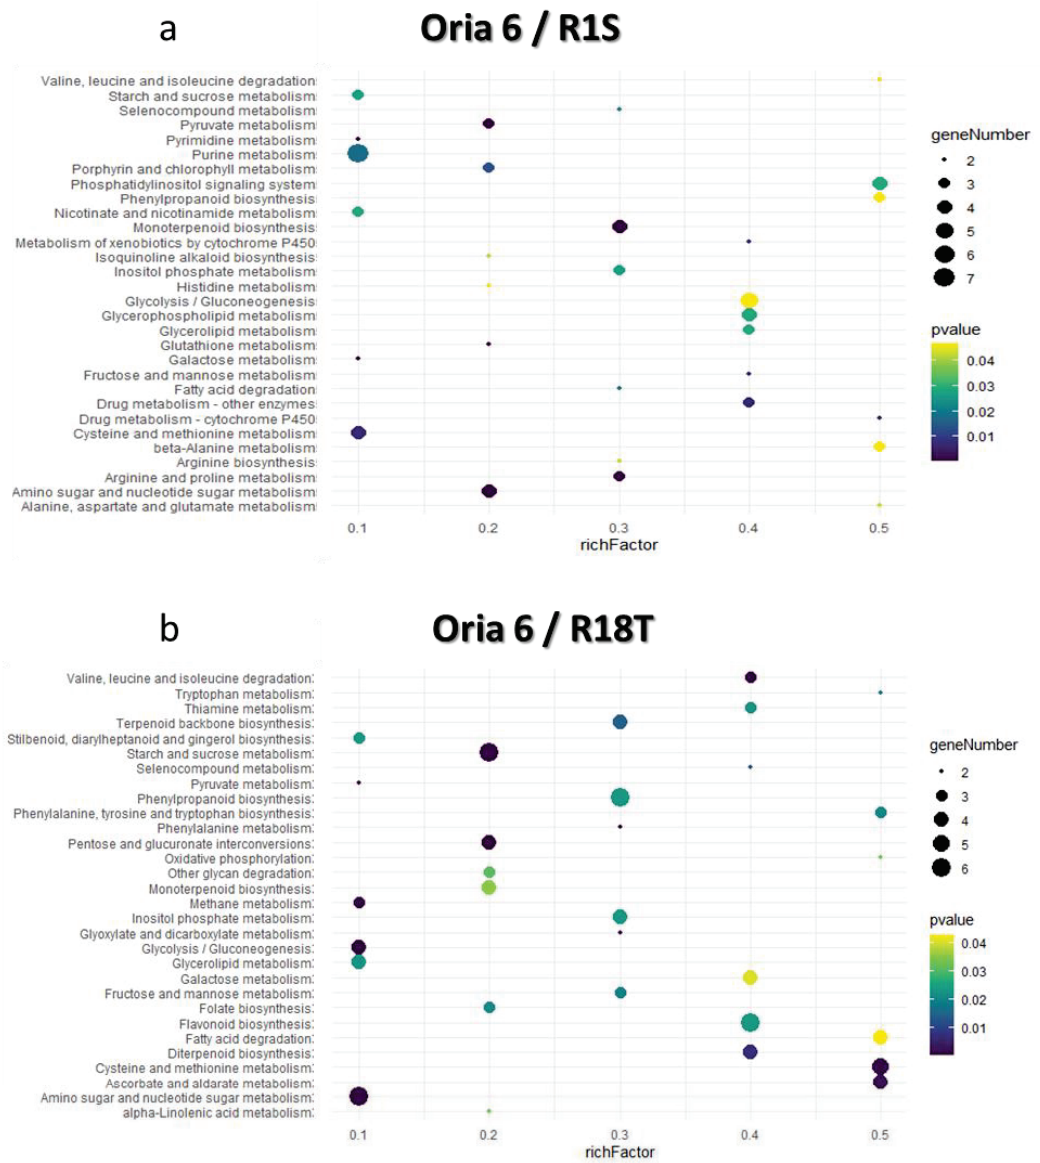 a
Oria 6 / R1S
Valine, leucine and isoleucine degradation
Starch and sucrose metabolism
Selenocompound metabolism
Pyruvate metabolism
Pyrimidine metabolism
Purine metabolism
Porphyrin and chlorophyll metabolism
Phosphatidylinositol signaling system
Phenylpropanoid biosynthesis
Nicotinate and nicotinamide metabolism
Monoterpenoid biosynthesis
Metabolism of xenobiotics by cytochrome P450
Isoquinoline alkaloid biosynthesis
Inositol phosphate metabolism
Histidine metabolism
Glycolysis / Gluconeogenesis
Glycerophospholipid metabolism
Glycerolipid metabolism
Glutathione metabolism
Galactose metabolism
Fructose and mannose metabolism
Fatty acid degradation
Drug metabolism - other enzymes
Drug metabolism - cytochrome P450
Cysteine and methionine metabolism
beta-Alanine metabolism
Arginine biosynthesis
Arginine and proline metabolism
Amino sugar and nucleotide sugar metabolism
Alanine, aspartate and glutamate metabolism
0.1 0.2 0.3 0.4 0.5
richFactor
geneNumber
2
3
4
5
6
7
pvalue
0.04
0.03
0.02
0.01
b
Oria 6 / R18T
Valine, leucine and isoleucine degradation
Tryptophan metabolism
Thiamine metabolism
Terpenoid backbone biosynthesis
Stilbenoid, diarylheptanoid and gingerol biosynthesis
Starch and sucrose metabolism
Selenocompound metabolism
Pyruvate metabolism
Phenylpropanoid biosynthesis
Phenylalanine, tyrosine and tryptophan biosynthesis
Phenylalanine metabolism
Pentose and glucuronate interconversions
Oxidative phosphorylation
Other glycan degradation
Monoterpenoid biosynthesis
Methane metabolism
Inositol phosphate metabolism
Glyoxylate and dicarboxylate metabolism
Glycolysis / Gluconeogenesis
Glycerolipid metabolism
Galactose metabolism
Fructose and mannose metabolism
Folate biosynthesis
Flavonoid biosynthesis
Fatty acid degradation
Diterpenoid biosynthesis
Cysteine and methionine metabolism
Ascorbate and aldarate metabolism
Amino sugar and nucleotide sugar metabolism
alpha-Linolenic acid metabolism
0.1 0.2 0.3 0.4 0.5
richFactor
geneNumber
2
3
4
5
6
pvalue
0.04
0.03
0.02
0.01